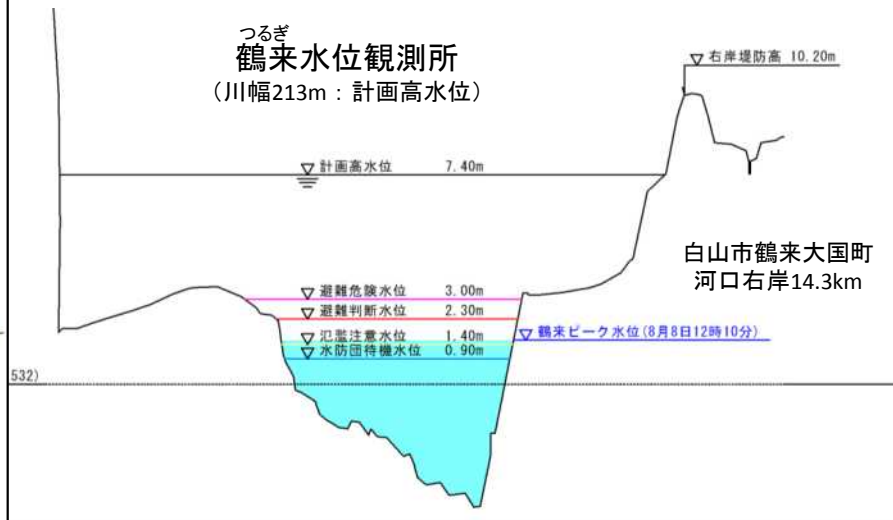 つるぎ
鶴来水位観測所
（川幅213m：計画高水位）
▽右岸堤防高 10.20m
▽計画高水位 7.40m
白山市鶴来大国町
河口右岸14.3km
▽避難危険水位 3.00m
▽避難判断水位 2.30m
▽氾濫注意水位 1.40m
▽鶴来ピーク水位(8月8日12時10分)
▽水防団待機水位 0.90m
532)